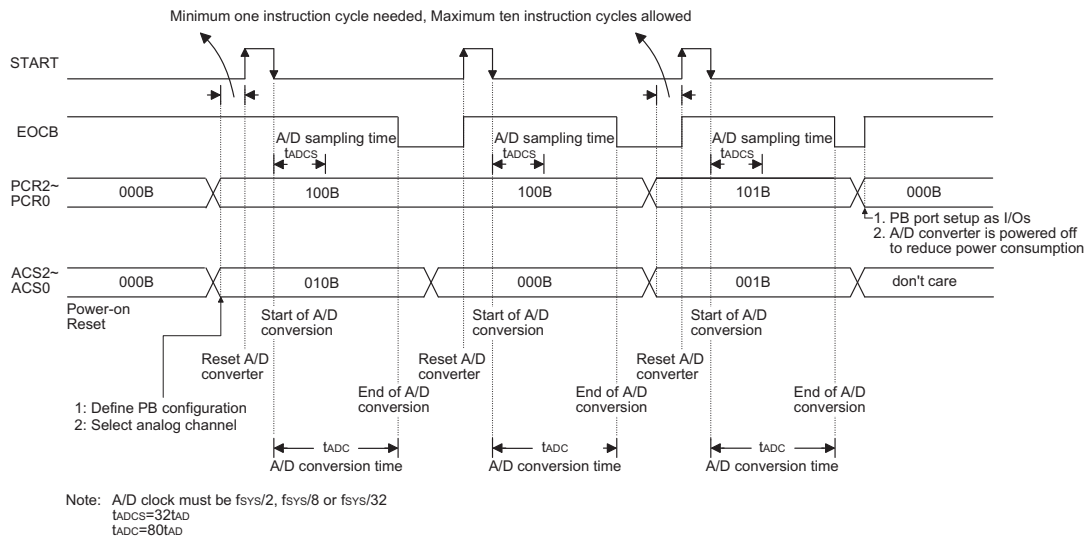 Minimum one instruction cycle needed, Maximum ten instruction cycles allowed
START
EOCB
A/D sampling time
tADCS
A/D sampling time
tADCS
A/D sampling time
tADCS
PCR2~
PCR0
000B
100B
100B
101B
000B
1. PB port setup as I/Os
2. A/D converter is powered off
to reduce power consumption
ACS2~
ACS0
000B
010B
000B
001B
don't care
Power-on
Reset
Start of A/D
conversion
Start of A/D
conversion
Start of A/D
conversion
Reset A/D
converter
Reset A/D
converter
Reset A/D
converter
End of A/D
conversion
End of A/D
conversion
End of A/D
conversion
1: Define PB configuration
2: Select analog channel
tADC
A/D conversion time
tADC
A/D conversion time
tADC
A/D conversion time
Note: A/D clock must be fSYS/2, fSYS/8 or fSYS/32
tADCS=32tAD
tADC=80tAD